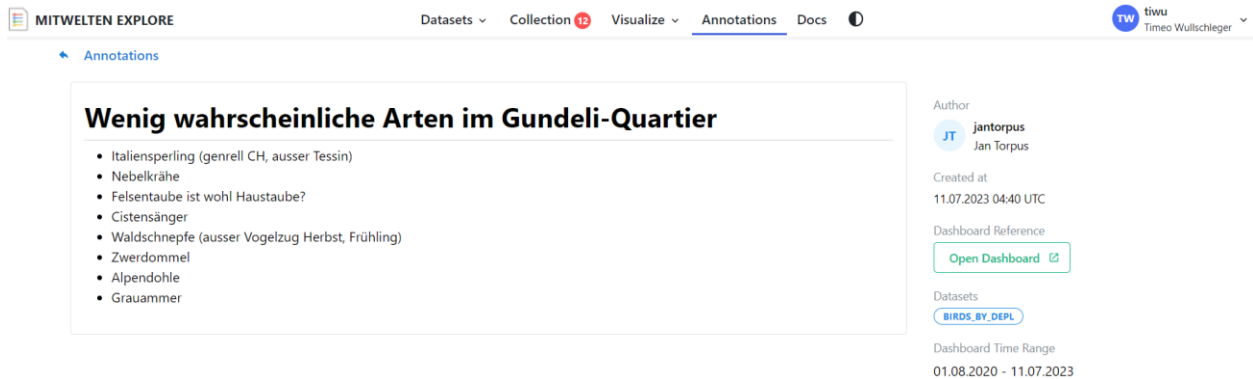 MITWELTEN EXPLORE
Datasets
Collection 12
Visualize
Annotations
Docs
TW
tiwu
Timeo Wullschleger
Annotations
Wenig wahrscheinliche Arten im Gundeli-Quartier
• Italiensperling (genrell CH, ausser Tessin)
• Nebelkrähe
• Felsentaube ist wohl Haustaube?
• Cistensänger
• Waldschnepfe (ausser Vogelzug Herbst, Frühling)
• Zwerdommel
• Alpendohle
• Grauammer
Author
JT
jantorpus
Jan Torpus
Created at
11.07.2023 04:40 UTC
Dashboard Reference
Open Dashboard
Datasets
BIRDS_BY_DEPL
Dashboard Time Range
01.08.2020 - 11.07.2023